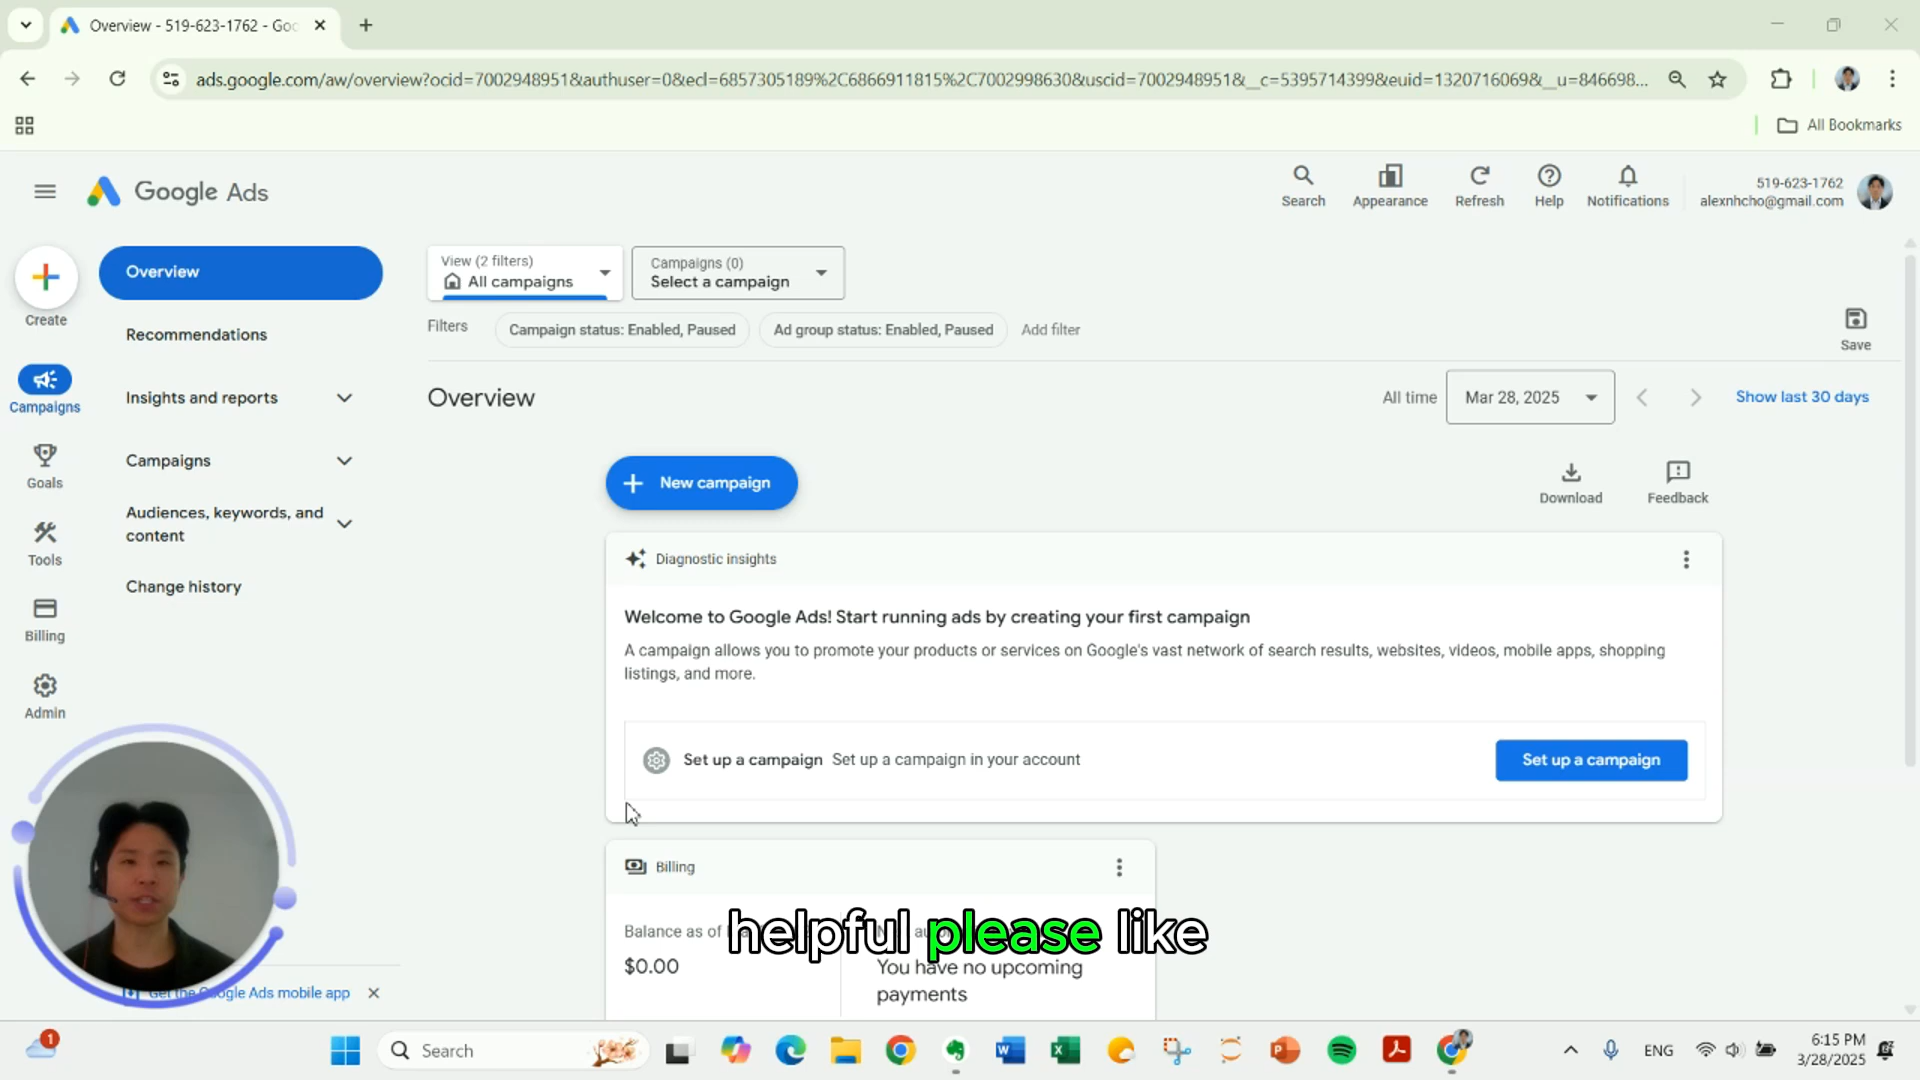 Overview - 519-623-1762 - Goo
ads.google.com/aw/overview?ocid=7002948951&authuser=0&ecl=6857305189%2C6866911815%2C7002998630&uscid=7002948951&__c=5395714399&euid=1320716069&__u=846698...
All Bookmarks
Google Ads
Search
Appearance
Refresh
Help
Notifications
519-623-1762
alexnhcho@gmail.com
Create
Campaigns
Goals
Tools
Billing
Admin
Overview
Recommendations
Insights and reports
Campaigns
Audiences, keywords, and
content
Change history
Get the Google Ads mobile app
View (2 filters)
All campaigns
Campaigns (0)
Select a campaign
Filters
Campaign status: Enabled, Paused
Ad group status: Enabled, Paused
Add filter
Save
Overview
All time
Mar 28, 2025
Show last 30 days
New campaign
Download
Feedback
Diagnostic insights
Welcome to Google Ads! Start running ads by creating your first campaign
A campaign allows you to promote your products or services on Google's vast network of search results, websites, videos, mobile apps, shopping
listings, and more.
Set up a campaign Set up a campaign in your account
Set up a campaign
Billing
Balance as of
$0.00
You have no upcoming
payments
helpful please like
1
Search
ENG
6:15 PM
3/28/2025